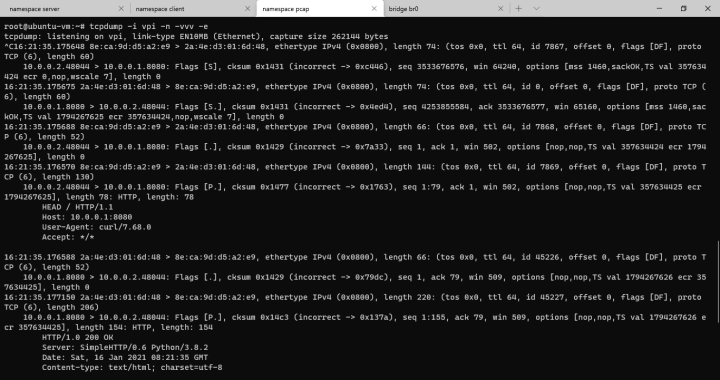 namespace server
namespace client
namespace pcap
bridge br0
root@ubuntu-vm:~# tcpdump -i vpi -n -vvv -e
tcpdump: listening on vpi, link-type EN10MB (Ethernet), capture size 262144 bytes
^C16:21:35.175648 8e:ca:9d:d5:a2:e9 > 2a:4e:d3:01:6d:48, ethertype IPv4 (0x0800), length 74: (tos 0x0, ttl 64, id 7867, offset 0, flags [DF], proto
TCP (6), length 60)
10.0.0.2.48044 > 10.0.0.1.8080: Flags [S], cksum 0x1431 (incorrect -> 0xc446), seq 3533676576, win 64240, options [mss 1460,sackOK,TS val 357634
424 ecr 0,nop,wscale 7], length 0
16:21:35.175675 2a:4e:d3:01:6d:48 > 8e:ca:9d:d5:a2:e9, ethertype IPv4 (0x0800), length 74: (tos 0x0, ttl 64, id 0, offset 0, flags [DF], proto TCP (
6), length 60)
10.0.0.1.8080 > 10.0.0.2.48044: Flags [S.], cksum 0x1431 (incorrect -> 0x4ed4), seq 4253855584, ack 3533676577, win 65160, options [mss 1460,sa
ckOK,TS val 1794267625 ecr 357634424,nop,wscale 7], length 0
16:21:35.175688 8e:ca:9d:d5:a2:e9 > 2a:4e:d3:01:6d:48, ethertype IPv4 (0x0800), length 66: (tos 0x0, ttl 64, id 7868, offset 0, flags [DF], proto TC
P (6), length 52)
10.0.0.2.48044 > 10.0.0.1.8080: Flags [.], cksum 0x1429 (incorrect -> 0x7a33), seq 1, ack 1, win 502, options [nop,nop,TS val 357634424 ecr 1794
267625], length 0
16:21:35.176570 8e:ca:9d:d5:a2:e9 > 2a:4e:d3:01:6d:48, ethertype IPv4 (0x0800), length 144: (tos 0x0, ttl 64, id 7869, offset 0, flags [DF], proto T
CP (6), length 130)
10.0.0.2.48044 > 10.0.0.1.8080: Flags [P.], cksum 0x1477 (incorrect -> 0x1763), seq 1:79, ack 1, win 502, options [nop,nop,TS val 357634425 ecr
1794267625], length 78: HTTP, length: 78
HEAD / HTTP/1.1
Host: 10.0.0.1:8080
User-Agent: curl/7.68.0
Accept: */*
16:21:35.176588 2a:4e:d3:01:6d:48 > 8e:ca:9d:d5:a2:e9, ethertype IPv4 (0x0800), length 66: (tos 0x0, ttl 64, id 45226, offset 0, flags [DF], proto T
CP (6), length 52)
10.0.0.1.8080 > 10.0.0.2.48044: Flags [.], cksum 0x1429 (incorrect -> 0x79dc), seq 1, ack 79, win 509, options [nop,nop,TS val 1794267626 ecr 35
7634425], length 0
16:21:35.177150 2a:4e:d3:01:6d:48 > 8e:ca:9d:d5:a2:e9, ethertype IPv4 (0x0800), length 220: (tos 0x0, ttl 64, id 45227, offset 0, flags [DF], proto
TCP (6), length 206)
10.0.0.1.8080 > 10.0.0.2.48044: Flags [P.], cksum 0x14c3 (incorrect -> 0x137a), seq 1:155, ack 79, win 509, options [nop,nop,TS val 1794267626 e
cr 357634425], length 154: HTTP, length: 154
HTTP/1.0 200 OK
Server: SimpleHTTP/0.6 Python/3.8.2
Date: Sat, 16 Jan 2021 08:21:35 GMT
Content-type: text/html; charset=utf-8